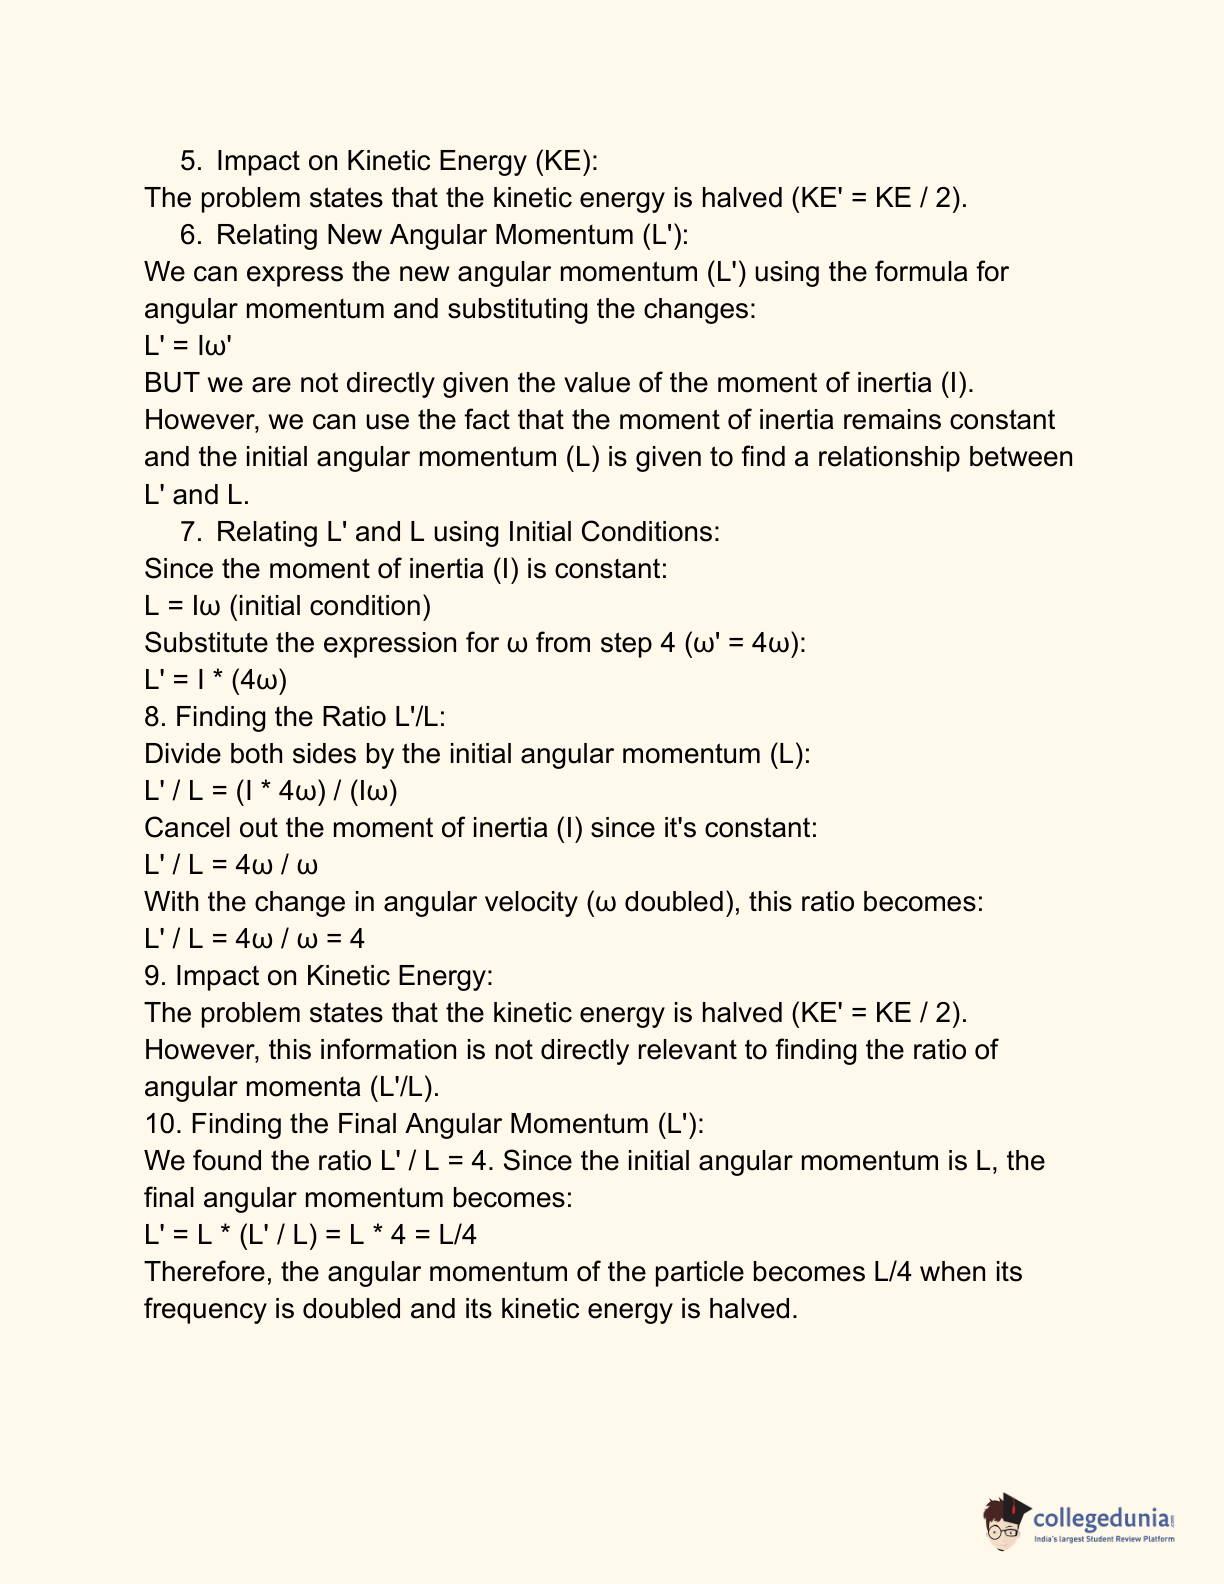 5. Impact on Kinetic Energy (KE):
The problem states that the kinetic energy is halved (KE' = KE / 2).
6. Relating New Angular Momentum (L'):
We can express the new angular momentum (L') using the formula for
angular momentum and substituting the changes:
L' = Iω'
BUT we are not directly given the value of the moment of inertia (I).
However, we can use the fact that the moment of inertia remains constant
and the initial angular momentum (L) is given to find a relationship between
L' and L.
7. Relating L' and L using Initial Conditions:
Since the moment of inertia (I) is constant:
L = Iω (initial condition)
Substitute the expression for ω from step 4 (ω' = 4ω):
L' = I * (4ω)
8. Finding the Ratio L'/L:
Divide both sides by the initial angular momentum (L):
L' / L = (I * 4ω) / (Iω)
Cancel out the moment of inertia (I) since it's constant:
L' / L = 4ω / ω
With the change in angular velocity (ω doubled), this ratio becomes:
L' / L = 4ω / ω = 4
9. Impact on Kinetic Energy:
The problem states that the kinetic energy is halved (KE' = KE / 2).
However, this information is not directly relevant to finding the ratio of
angular momenta (L'/L).
10. Finding the Final Angular Momentum (L'):
We found the ratio L' / L = 4. Since the initial angular momentum is L, the
final angular momentum becomes:
L' = L * (L' / L) = L * 4 = L/4
Therefore, the angular momentum of the particle becomes L/4 when its
frequency is doubled and its kinetic energy is halved.
collegedunia.com
India's largest Student Review Platform